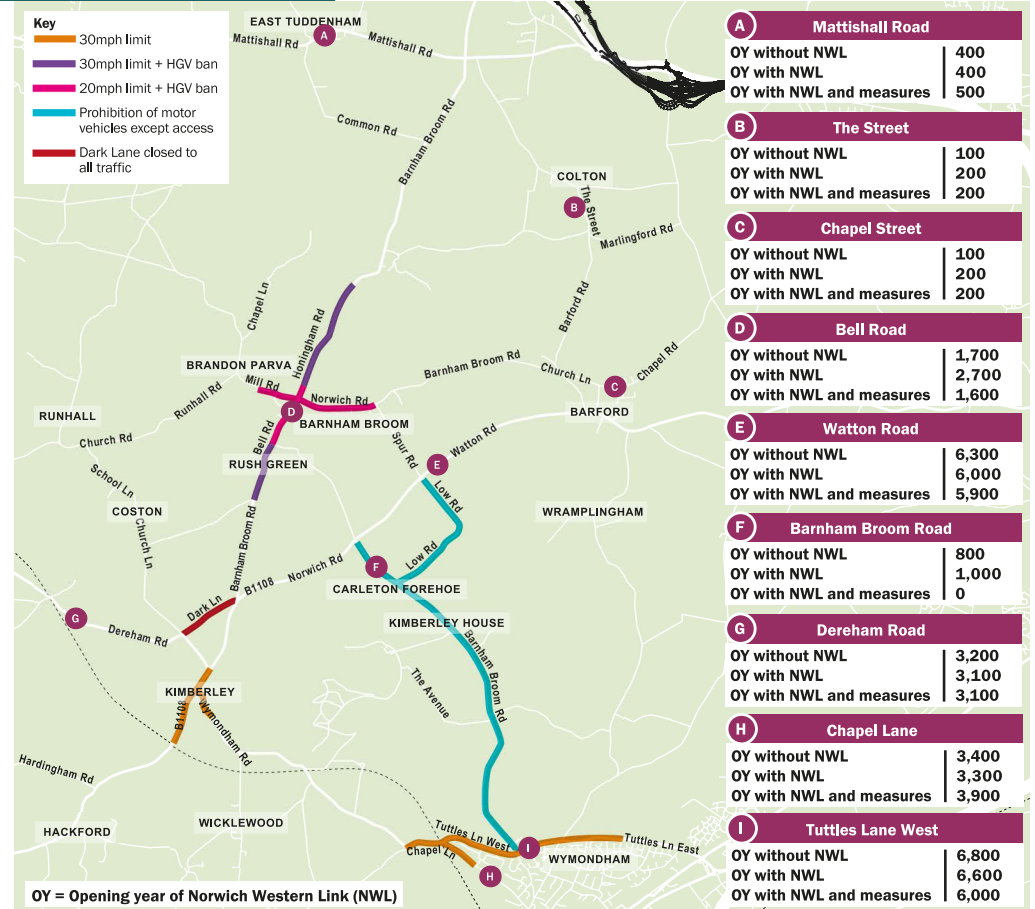 Key
30mph limit
30mph limit + HGV ban
20mph limit + HGV ban
Prohibition of motor
vehicles except access
Dark Lane closed to
all traffic
EAST TUDDENHAM
A
Mattishall Rd
Mattishall Rd
Common Rd
Barnham Broom Rd
COLTON
B
The Street
Marlingford Rd
Barford Rd
Chapel Ln
Honingham Rd
BRANDON PARVA
Mill Rd
Norwich Rd
Runhall Rd
D
BARNHAM BROOM
Barnham Broom Rd
Church Ln
Chapel Rd
C
BARFORD
RUNHALL
Church Rd
Bell Rd
RUSH GREEN
Spur Rd
E
Watton Rd
School Ln
COSTON
Church Ln
Low Rd
WRAMPLINGHAM
Barnham Broom Rd
B1108
Norwich Rd
Low Rd
F
CARLETON FOREHOE
Dark Ln
G
Dereham Rd
KIMBERLEY HOUSE
Barnham Broom Rd
The Avenue
KIMBERLEY
B1108
Wymondham Rd
Hardingham Rd
HACKFORD
WICKLEWOOD
Tuttles Ln West
Tuttles Ln East
Chapel Ln
I
WYMONDHAM
H
OY = Opening year of Norwich Western Link (NWL)
A Mattishall Road
OY without NWL 400
OY with NWL 400
OY with NWL and measures 500
B The Street
OY without NWL 100
OY with NWL 200
OY with NWL and measures 200
C Chapel Street
OY without NWL 100
OY with NWL 200
OY with NWL and measures 200
D Bell Road
OY without NWL 1,700
OY with NWL 2,700
OY with NWL and measures 1,600
E Watton Road
OY without NWL 6,300
OY with NWL 6,000
OY with NWL and measures 5,900
F Barnham Broom Road
OY without NWL 800
OY with NWL 1,000
OY with NWL and measures 0
G Dereham Road
OY without NWL 3,200
OY with NWL 3,100
OY with NWL and measures 3,100
H Chapel Lane
OY without NWL 3,400
OY with NWL 3,300
OY with NWL and measures 3,900
I Tuttles Lane West
OY without NWL 6,800
OY with NWL 6,600
OY with NWL and measures 6,000